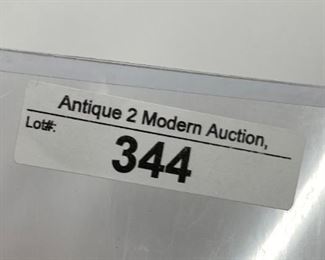 Antique 2 Modern Auction,
Lot#:
344